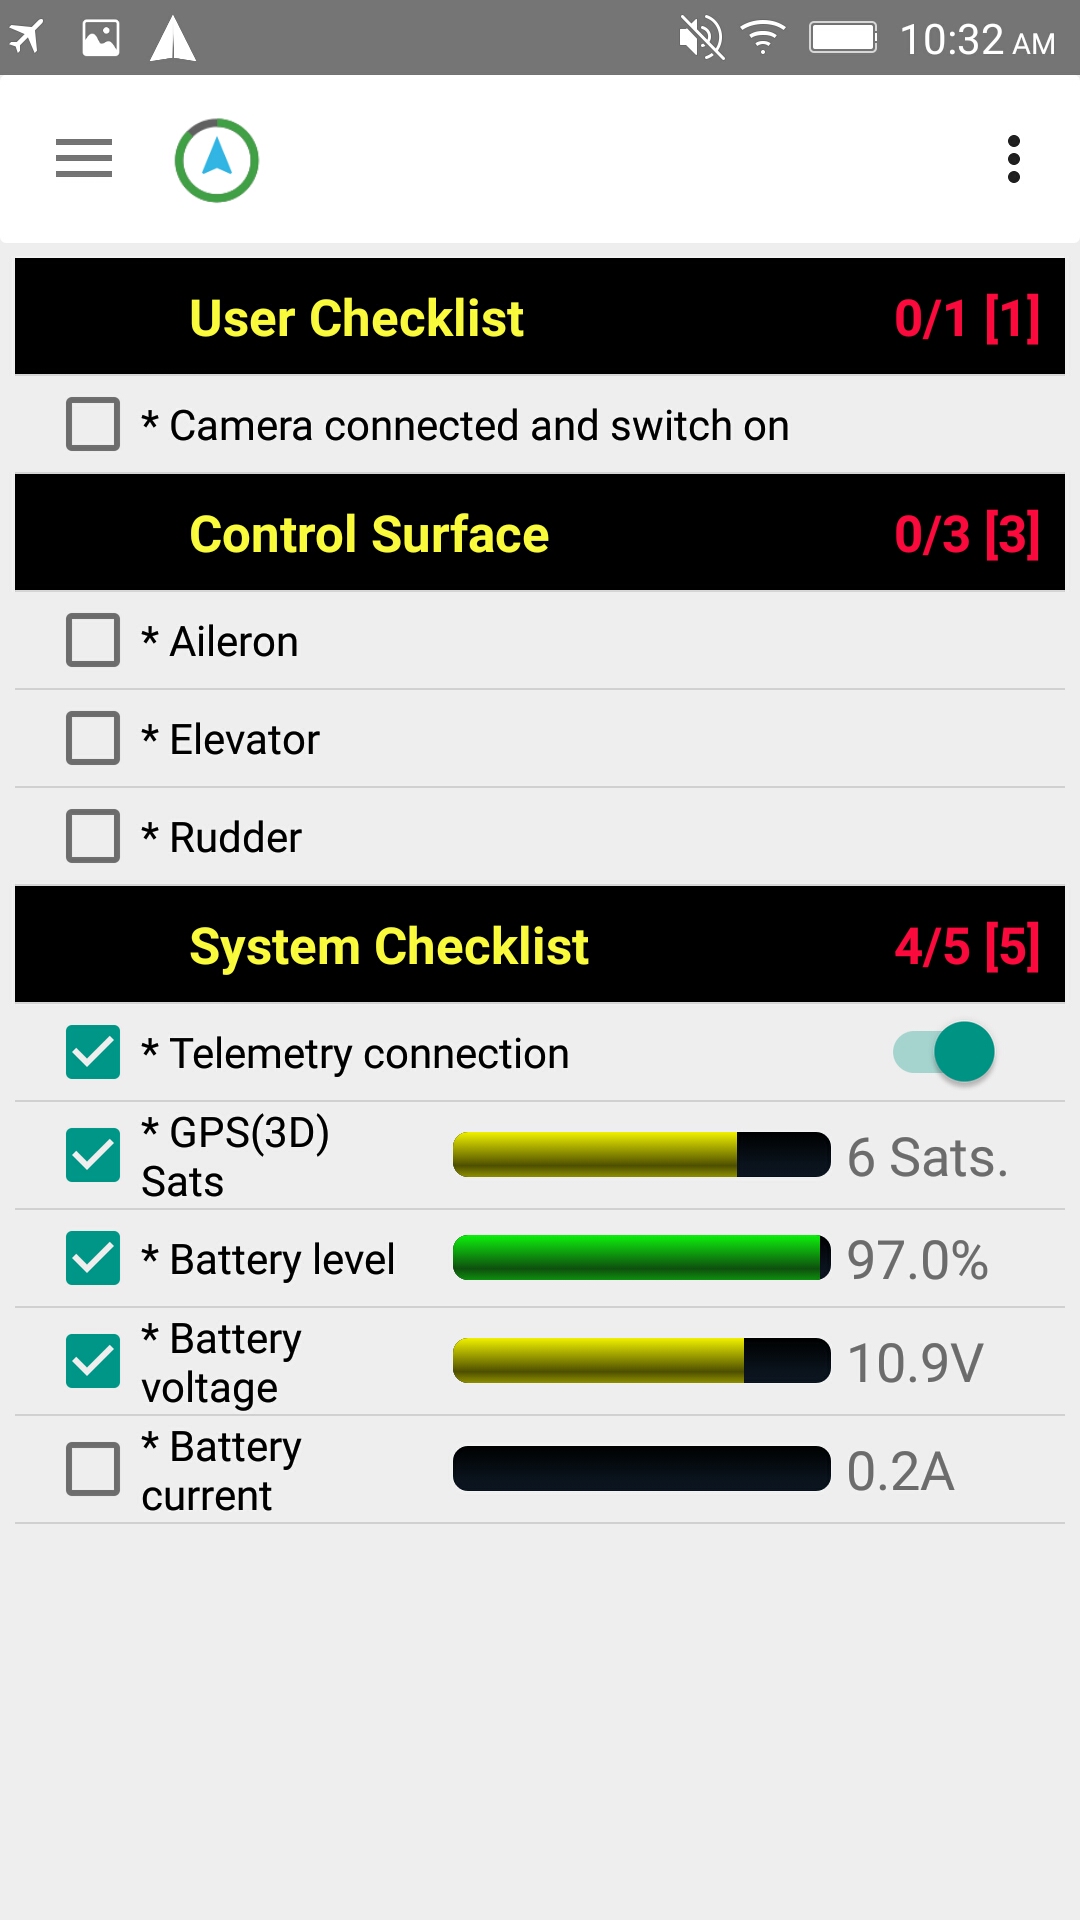 10:32 AM
User Checklist 0/1 [1]
* Camera connected and switch on
Control Surface 0/3 [3]
* Aileron
* Elevator
* Rudder
System Checklist 4/5 [5]
* Telemetry connection
* GPS(3D)
Sats
6 Sats.
* Battery level 97.0%
* Battery
voltage
10.9V
* Battery
current
0.2A